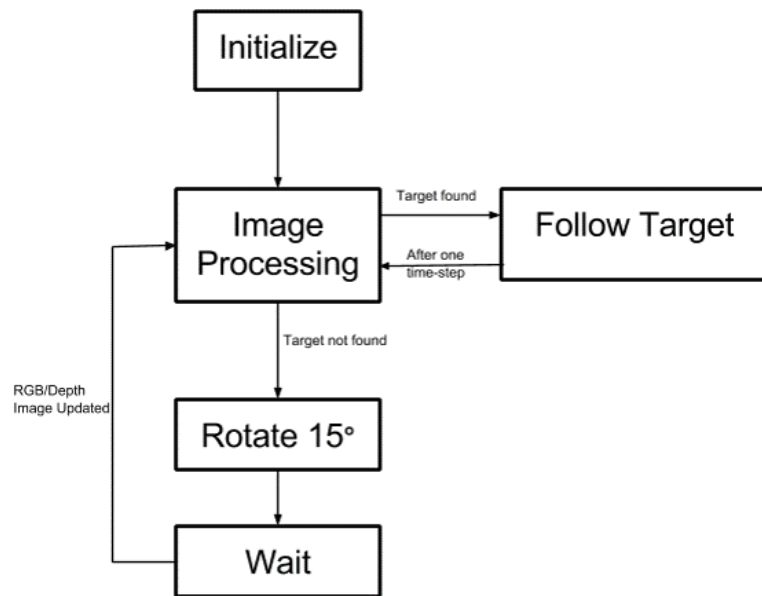 Initialize
Image
Processing
Target found
Follow Target
After one
time-step
Target not found
RGB/Depth
Image Updated
Rotate 15°
Wait